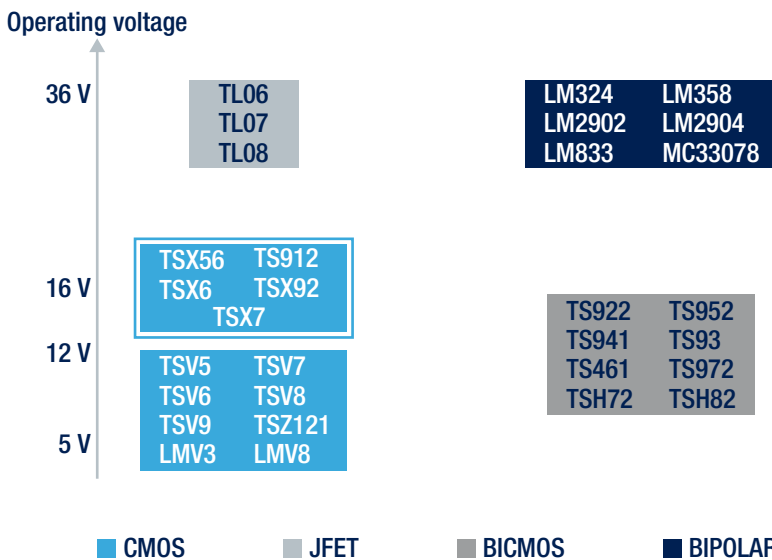 Operating voltage
36 V
TL06
TL07
TL08
LM324 LM358
LM2902 LM2904
LM833 MC33078
16 V
TSX56 TS912
TSX6 TSX92
TSX7
12 V
TSV5 TSV7
TSV6 TSV8
TSV9 TSZ121
LMV3 LMV8
5 V
TS922 TS952
TS941 TS93
TS461 TS972
TSH72 TSH82
CMOS JFET BICMOS BIPOLAR